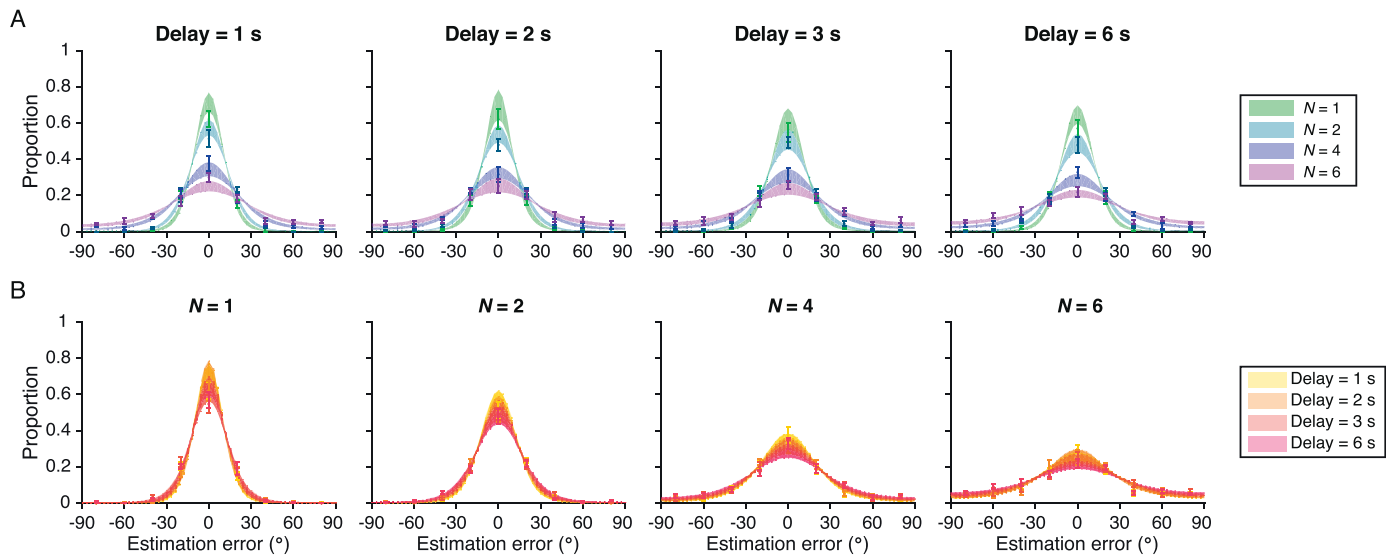 A
Delay = 1 s
Delay = 2 s
Delay = 3 s
Delay = 6 s
1
0.8
0.6
0.4
0.2
0
Proportion
-90 -60 -30 0 30 60 90
-90 -60 -30 0 30 60 90
-90 -60 -30 0 30 60 90
-90 -60 -30 0 30 60 90
N = 1
N = 2
N = 4
N = 6
B
N = 1
N = 2
N = 4
N = 6
1
0.8
0.6
0.4
0.2
0
Proportion
-90 -60 -30 0 30 60 90
-90 -60 -30 0 30 60 90
-90 -60 -30 0 30 60 90
-90 -60 -30 0 30 60 90
Estimation error (°)
Estimation error (°)
Estimation error (°)
Estimation error (°)
Delay = 1 s
Delay = 2 s
Delay = 3 s
Delay = 6 s